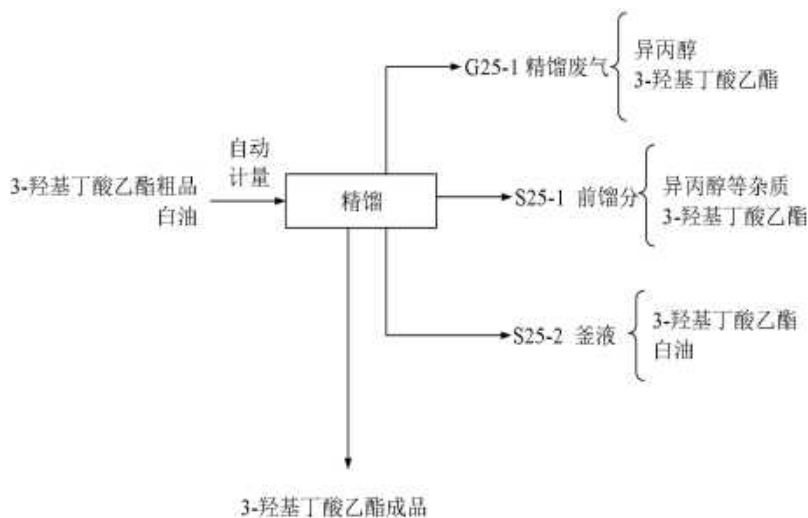 G25-1 精馏废气
异丙醇
3-羟基丁酸乙酯
自动
计量
3-羟基丁酸乙酯粗品
白油
精馏
S25-1 前馏分
异丙醇等杂质
3-羟基丁酸乙酯
S25-2 釜液
3-羟基丁酸乙酯
白油
3-羟基丁酸乙酯成品